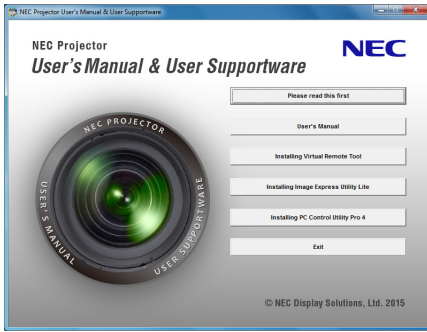 NEC Projector User's Manual & User Supportware
NEC Projector
NEC
User's Manual & User Supportware
NEC PROJECTOR
USER'S MANUAL
USER SUPPORTWARE
Please read this first
User's Manual
Installing Virtual Remote Tool
Installing Image Express Utility Lite
Installing PC Control Utility Pro 4
Exit
© NEC Display Solutions, Ltd. 2015